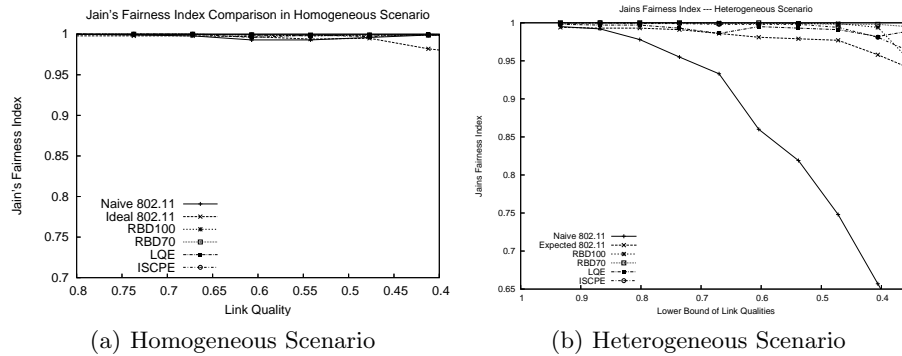 Jain's Fairness Index Comparison in Homogeneous Scenario
1
0.95
0.9
0.85
0.8
0.75
0.7
Jain's Fairness Index
Naive 802.11
Ideal 802.11
RBD100
RBD70
LQE
ISCPE
0.8 0.75 0.7 0.65 0.6 0.55 0.5 0.45 0.4
Link Quality
(a) Homogeneous Scenario
Jains Fairness Index --- Heterogeneous Scenario
1
0.95
0.9
0.85
0.8
0.75
0.7
0.65
Jains Fairness Index
Naive 802.11
Expected 802.11
RBD100
RBD70
LQE
ISCPE
1 0.9 0.8 0.7 0.6 0.5 0.4
Lower Bound of Link Qualities
(b) Heterogeneous Scenario